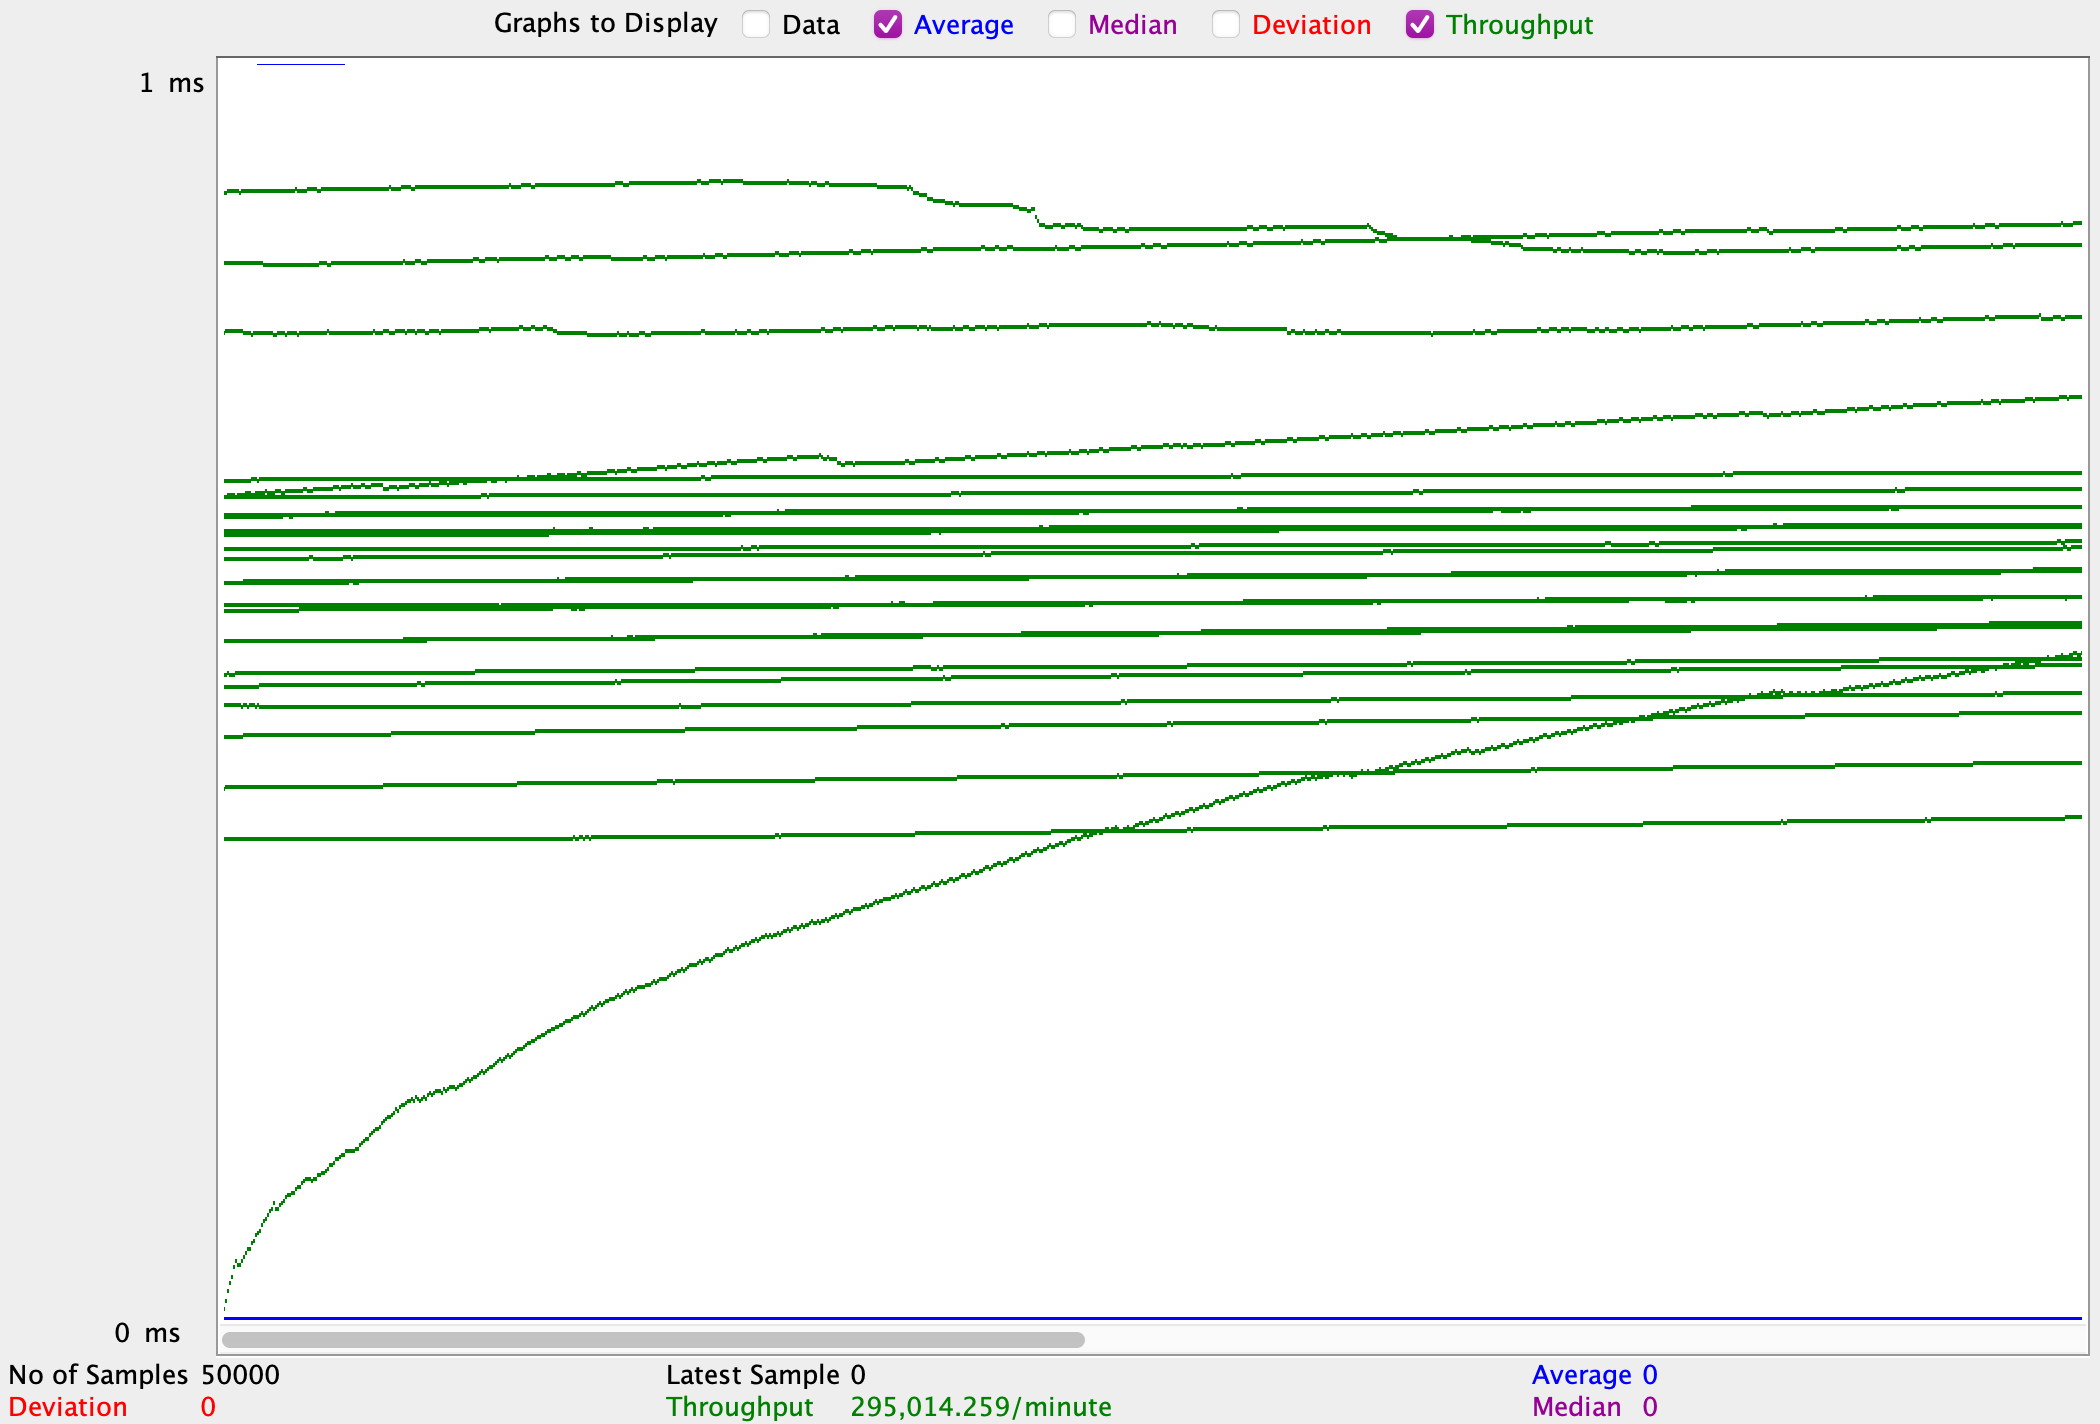 Graphs to Display Data Average Median Deviation Throughput
1 ms
0 ms
No of Samples 50000 Latest Sample 0 Average 0
Deviation 0 Throughput 295,014.259/minute Median 0